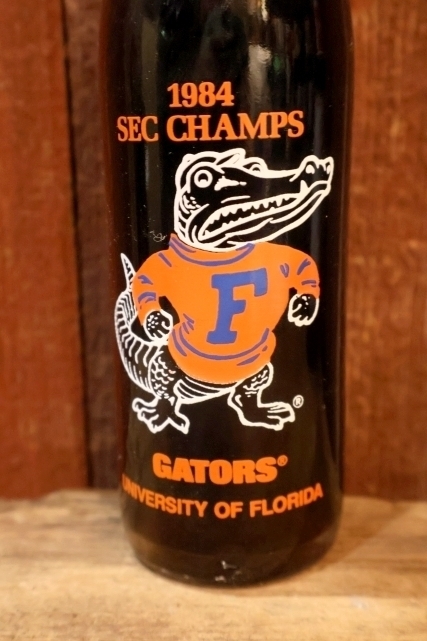 1984
SEC CHAMPS
F
®
GATORS®
UNIVERSITY OF FLORIDA